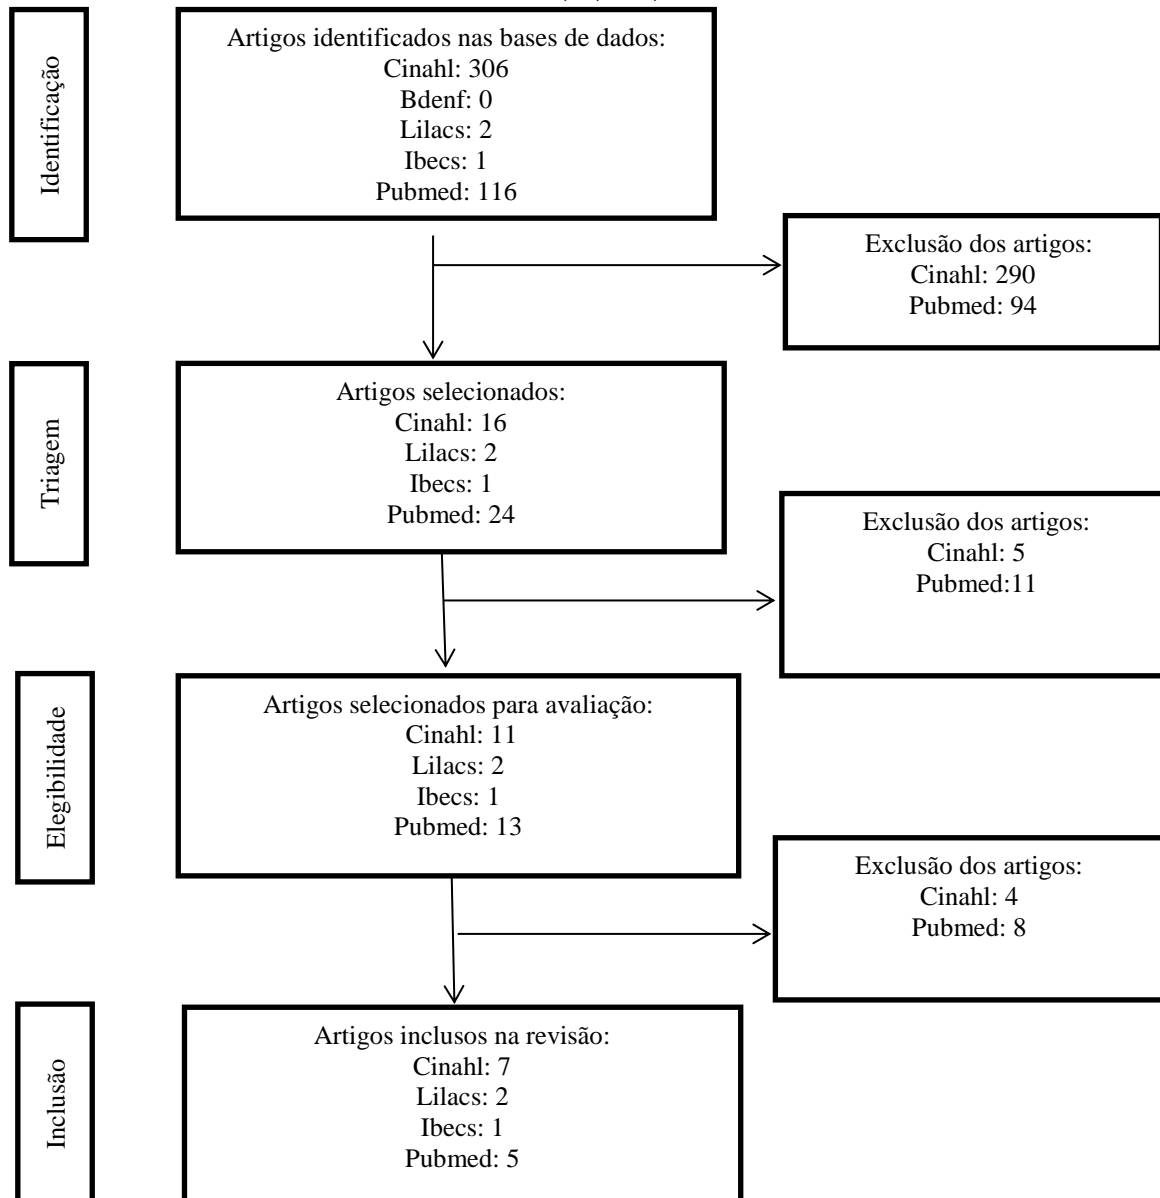 Identificação
Artigos identificados nas bases de dados:
Cinahl: 306
Bdenf: 0
Lilacs: 2
Ibecs: 1
Pubmed: 116
Exclusão dos artigos:
Cinahl: 290
Pubmed: 94
Triagem
Artigos selecionados:
Cinahl: 16
Lilacs: 2
Ibecs: 1
Pubmed: 24
Exclusão dos artigos:
Cinahl: 5
Pubmed:11
Elegibilidade
Artigos selecionados para avaliação:
Cinahl: 11
Lilacs: 2
Ibecs: 1
Pubmed: 13
Exclusão dos artigos:
Cinahl: 4
Pubmed: 8
Inclusão
Artigos inclusos na revisão:
Cinahl: 7
Lilacs: 2
Ibecs: 1
Pubmed: 5